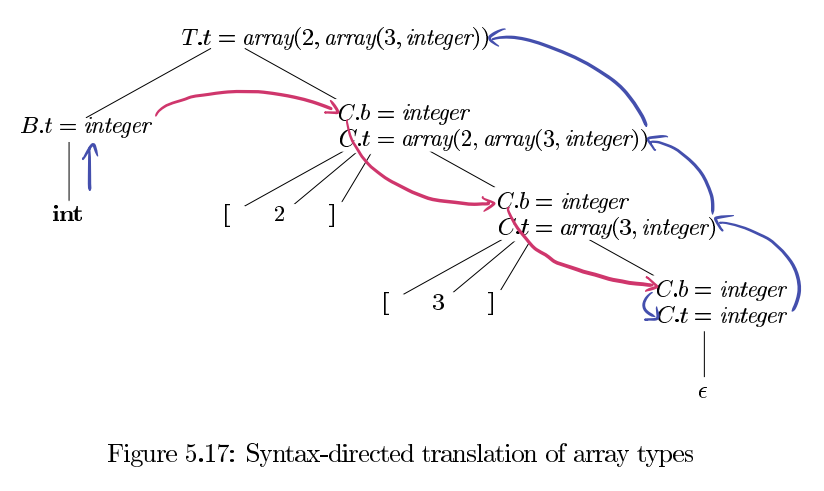 T.t = array(2, array(3, integer))
C.b = integer
B.t = integer
C.t = array(2, array(3, integer))
C.b = integer
int
[ 2 ]
C.t = array(3, integer)
C.b = integer
[ 3 ]
C.t = integer
ϵ
Figure 5.17: Syntax-directed translation of array types